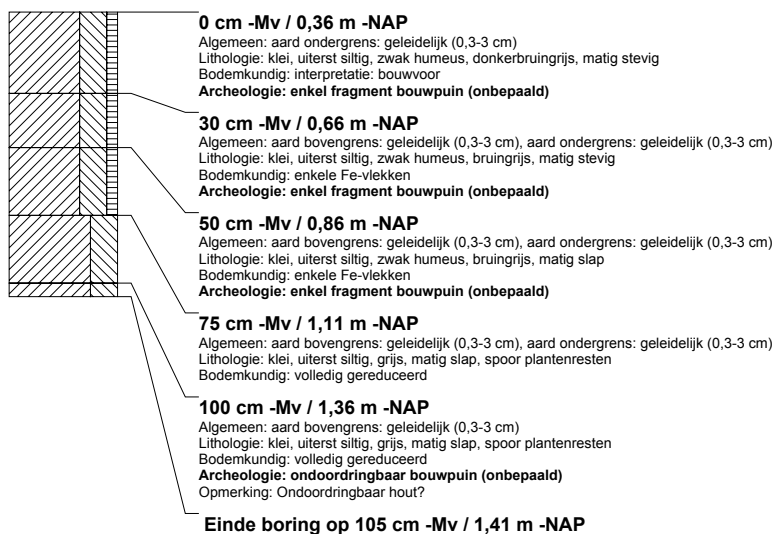 0 cm -Mv / 0,36 m -NAP
Algemeen: aard ondergrens: geleidelijk (0,3-3 cm)
Lithologie: klei, uiterst siltig, zwak humeus, donkerbruingrijs, matig stevig
Bodemkundig: interpretatie: bouwvoor
Archeologie: enkel fragment bouwpuin (onbepaald)
30 cm -Mv / 0,66 m -NAP
Algemeen: aard bovengrens: geleidelijk (0,3-3 cm), aard ondergrens: geleidelijk (0,3-3 cm)
Lithologie: klei, uiterst siltig, zwak humeus, bruingrijs, matig stevig
Bodemkundig: enkele Fe-vlekken
Archeologie: enkel fragment bouwpuin (onbepaald)
50 cm -Mv / 0,86 m -NAP
Algemeen: aard bovengrens: geleidelijk (0,3-3 cm), aard ondergrens: geleidelijk (0,3-3 cm)
Lithologie: klei, uiterst siltig, zwak humeus, bruingrijs, matig slap
Bodemkundig: enkele Fe-vlekken
Archeologie: enkel fragment bouwpuin (onbepaald)
75 cm -Mv / 1,11 m -NAP
Algemeen: aard bovengrens: geleidelijk (0,3-3 cm), aard ondergrens: geleidelijk (0,3-3 cm)
Lithologie: klei, uiterst siltig, grijs, matig slap, spoor plantenresten
Bodemkundig: volledig gereduceerd
100 cm -Mv / 1,36 m -NAP
Algemeen: aard bovengrens: geleidelijk (0,3-3 cm)
Lithologie: klei, uiterst siltig, grijs, matig slap, spoor plantenresten
Bodemkundig: volledig gereduceerd
Archeologie: ondoordringbaar bouwpuin (onbepaald)
Opmerking: Ondoordringbaar hout?
Einde boring op 105 cm -Mv / 1,41 m -NAP